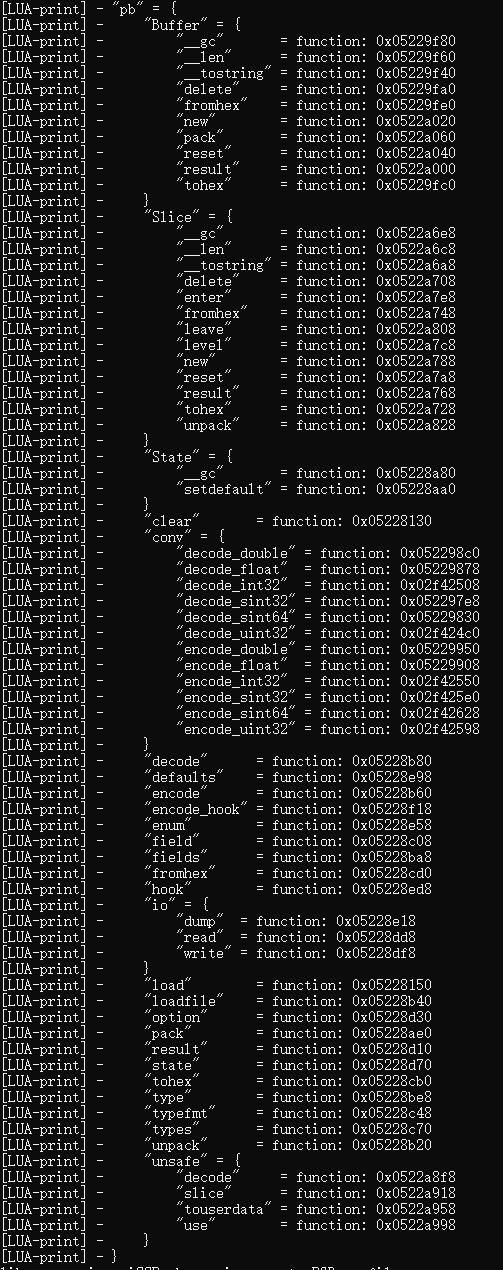 [LUA-print] - "pb" = {
[LUA-print] -     "Buffer" = {
[LUA-print] -         "__gc"       = function: 0x05229f80
[LUA-print] -         "__len"      = function: 0x05229f60
[LUA-print] -         "__tostring" = function: 0x05229f40
[LUA-print] -         "delete"     = function: 0x05229fa0
[LUA-print] -         "fromhex"    = function: 0x05229fe0
[LUA-print] -         "new"        = function: 0x0522a020
[LUA-print] -         "pack"       = function: 0x0522a060
[LUA-print] -         "reset"      = function: 0x0522a040
[LUA-print] -         "result"     = function: 0x0522a000
[LUA-print] -         "tohex"      = function: 0x05229fc0
[LUA-print] -     }
[LUA-print] -     "Slice" = {
[LUA-print] -         "__gc"       = function: 0x0522a6e8
[LUA-print] -         "__len"      = function: 0x0522a6c8
[LUA-print] -         "__tostring" = function: 0x0522a6a8
[LUA-print] -         "delete"     = function: 0x0522a708
[LUA-print] -         "enter"      = function: 0x0522a7e8
[LUA-print] -         "fromhex"    = function: 0x0522a748
[LUA-print] -         "leave"      = function: 0x0522a808
[LUA-print] -         "level"      = function: 0x0522a7c8
[LUA-print] -         "new"        = function: 0x0522a788
[LUA-print] -         "reset"      = function: 0x0522a7a8
[LUA-print] -         "result"     = function: 0x0522a768
[LUA-print] -         "tohex"      = function: 0x0522a728
[LUA-print] -         "unpack"     = function: 0x0522a828
[LUA-print] -     }
[LUA-print] -     "State" = {
[LUA-print] -         "__gc"       = function: 0x05228a80
[LUA-print] -         "setdefault" = function: 0x05228aa0
[LUA-print] -     }
[LUA-print] -     "clear"       = function: 0x05228130
[LUA-print] -     "conv" = {
[LUA-print] -         "decode_double" = function: 0x052298c0
[LUA-print] -         "decode_float"  = function: 0x05229878
[LUA-print] -         "decode_int32"  = function: 0x02f42508
[LUA-print] -         "decode_sint32" = function: 0x052297e8
[LUA-print] -         "decode_sint64" = function: 0x05229830
[LUA-print] -         "decode_uint32" = function: 0x02f424c0
[LUA-print] -         "encode_double" = function: 0x05229950
[LUA-print] -         "encode_float"  = function: 0x05229908
[LUA-print] -         "encode_int32"  = function: 0x02f42550
[LUA-print] -         "encode_sint32" = function: 0x02f425e0
[LUA-print] -         "encode_sint64" = function: 0x02f42628
[LUA-print] -         "encode_uint32" = function: 0x02f42598
[LUA-print] -     }
[LUA-print] -     "decode"      = function: 0x05228b80
[LUA-print] -     "defaults"    = function: 0x05228e98
[LUA-print] -     "encode"      = function: 0x05228b60
[LUA-print] -     "encode_hook" = function: 0x05228f18
[LUA-print] -     "enum"        = function: 0x05228e58
[LUA-print] -     "field"       = function: 0x05228c08
[LUA-print] -     "fields"      = function: 0x05228ba8
[LUA-print] -     "fromhex"     = function: 0x05228cd0
[LUA-print] -     "hook"        = function: 0x05228ed8
[LUA-print] -     "io" = {
[LUA-print] -         "dump"  = function: 0x05228e18
[LUA-print] -         "read"  = function: 0x05228dd8
[LUA-print] -         "write" = function: 0x05228df8
[LUA-print] -     }
[LUA-print] -     "load"        = function: 0x05228150
[LUA-print] -     "loadfile"    = function: 0x05228b40
[LUA-print] -     "option"      = function: 0x05228d30
[LUA-print] -     "pack"        = function: 0x05228ae0
[LUA-print] -     "result"      = function: 0x05228d10
[LUA-print] -     "state"       = function: 0x05228d70
[LUA-print] -     "tohex"       = function: 0x05228cb0
[LUA-print] -     "type"        = function: 0x05228be8
[LUA-print] -     "typefmt"     = function: 0x05228c48
[LUA-print] -     "types"       = function: 0x05228c70
[LUA-print] -     "unpack"      = function: 0x05228b20
[LUA-print] -     "unsafe" = {
[LUA-print] -         "decode"     = function: 0x0522a8f8
[LUA-print] -         "slice"      = function: 0x0522a918
[LUA-print] -         "touserdata" = function: 0x0522a958
[LUA-print] -         "use"        = function: 0x0522a998
[LUA-print] -     }
[LUA-print] - }